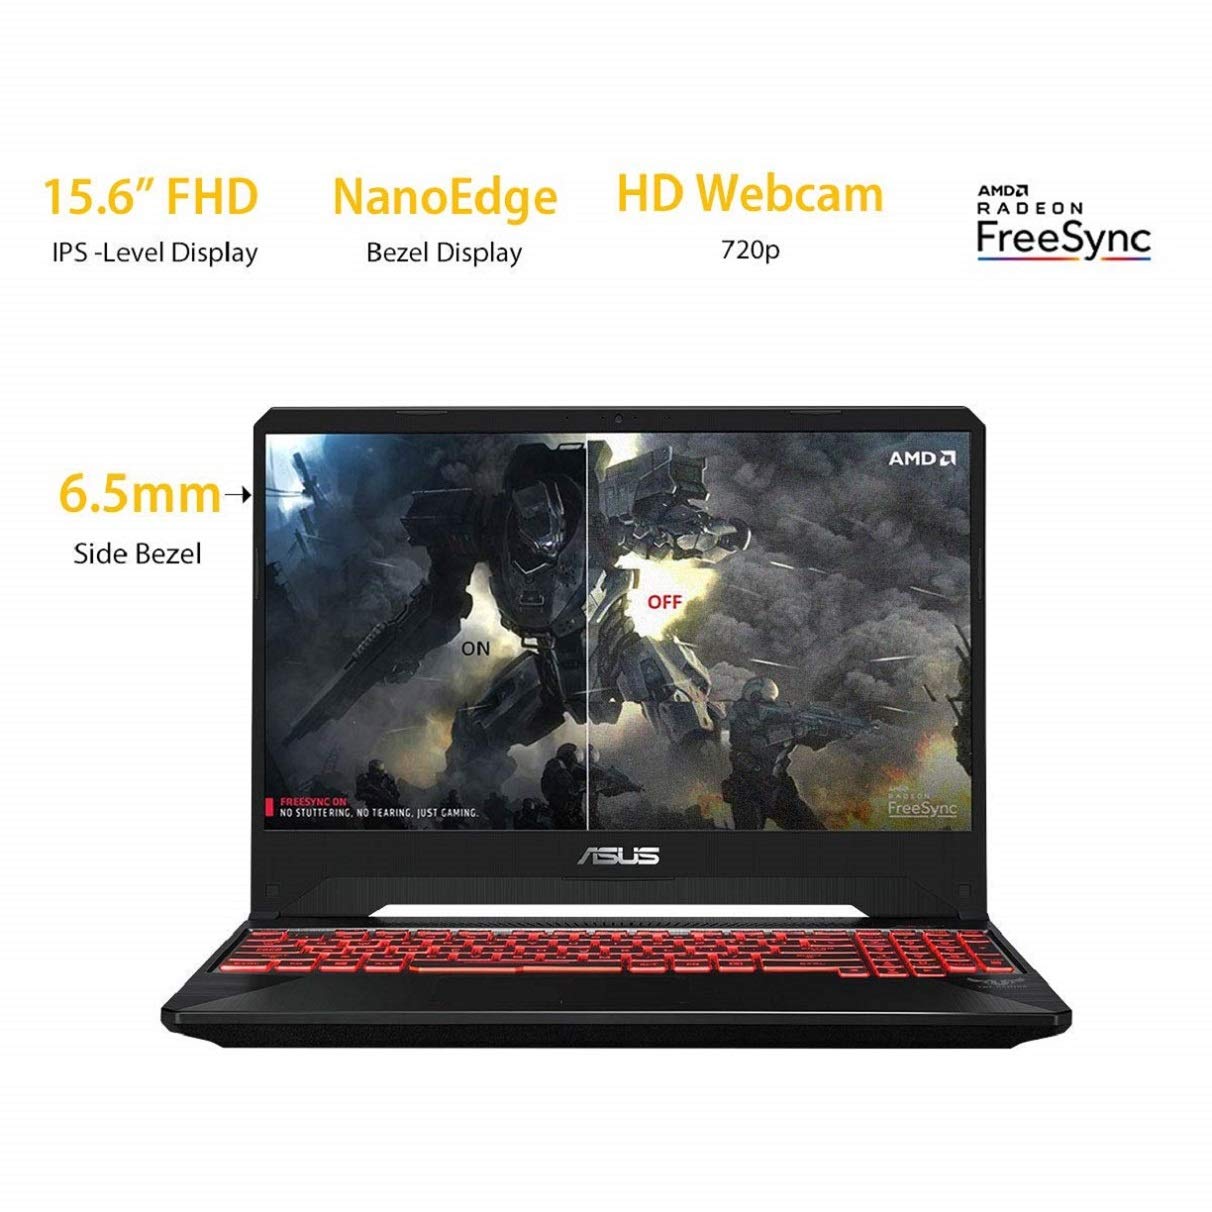 15.6” FHD
IPS -Level Display
NanoEdge
Bezel Display
HD Webcam
720p
AMD
RADEON
FreeSync
6.5mm
Side Bezel
AMD
OFF
ON
FREESYNC ON
NO STUTTERING, NO TEARING, JUST GAMING.
AMD
RADEON
FreeSync
ASUS